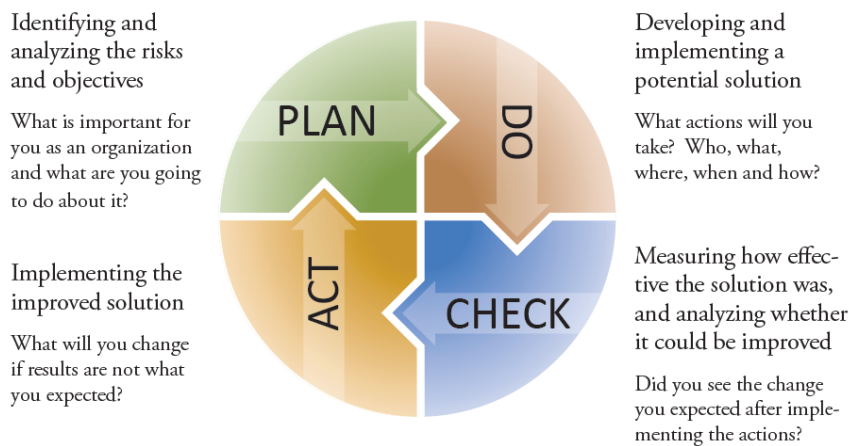 Identifying and
analyzing the risks
and objectives
What is important for
you as an organization
and what are you going
to do about it?
PLAN
DO
Developing and
implementing a
potential solution
What actions will you
take? Who, what,
where, when and how?
Implementing the
improved solution
What will you change
if results are not what
you expected?
ACT
CHECK
Measuring how effec-
tive the solution was,
and analyzing whether
it could be improved
Did you see the change
you expected after imple-
menting the actions?